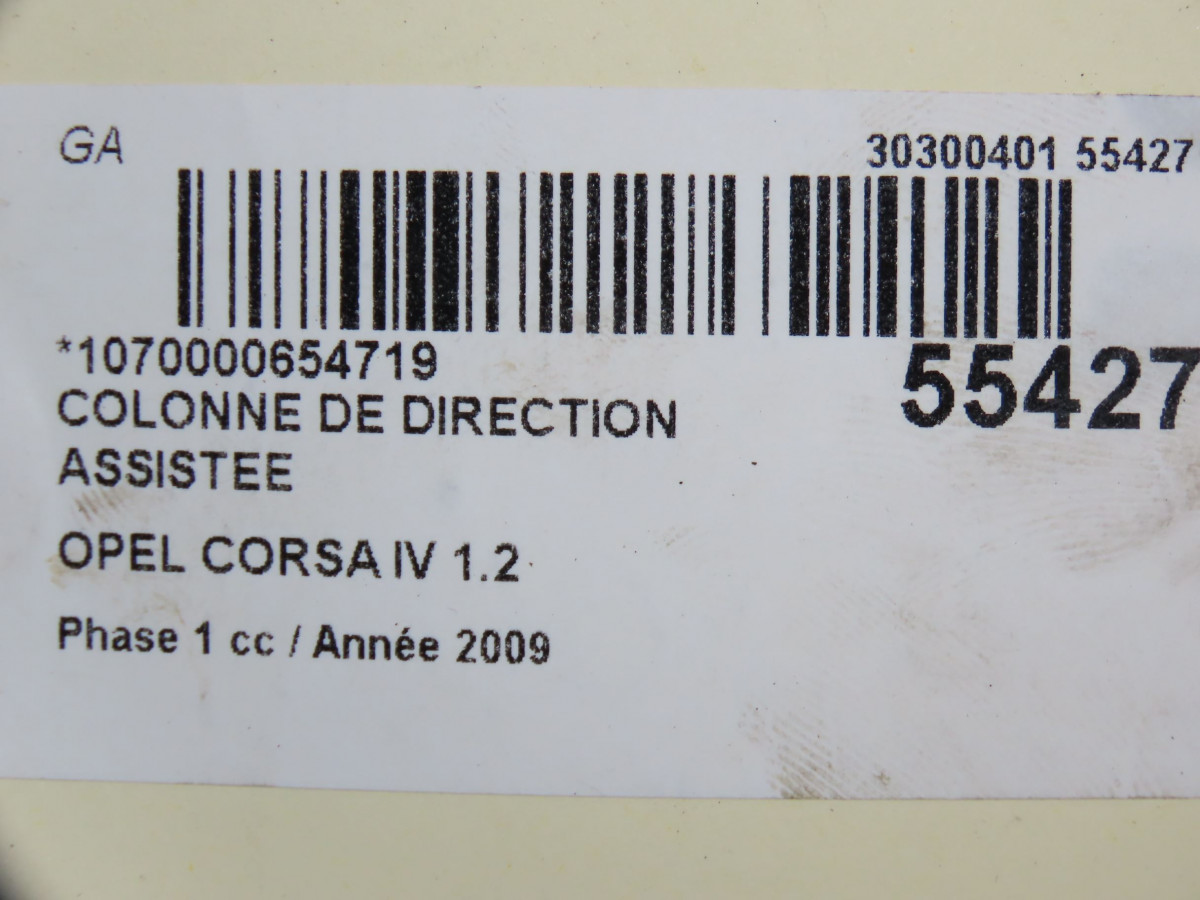 GA
30300401 55427
*1070000654719
55427
COLONNE DE DIRECTION
ASSISTEE
OPEL CORSA IV 1.2
Phase 1 cc / Année 2009